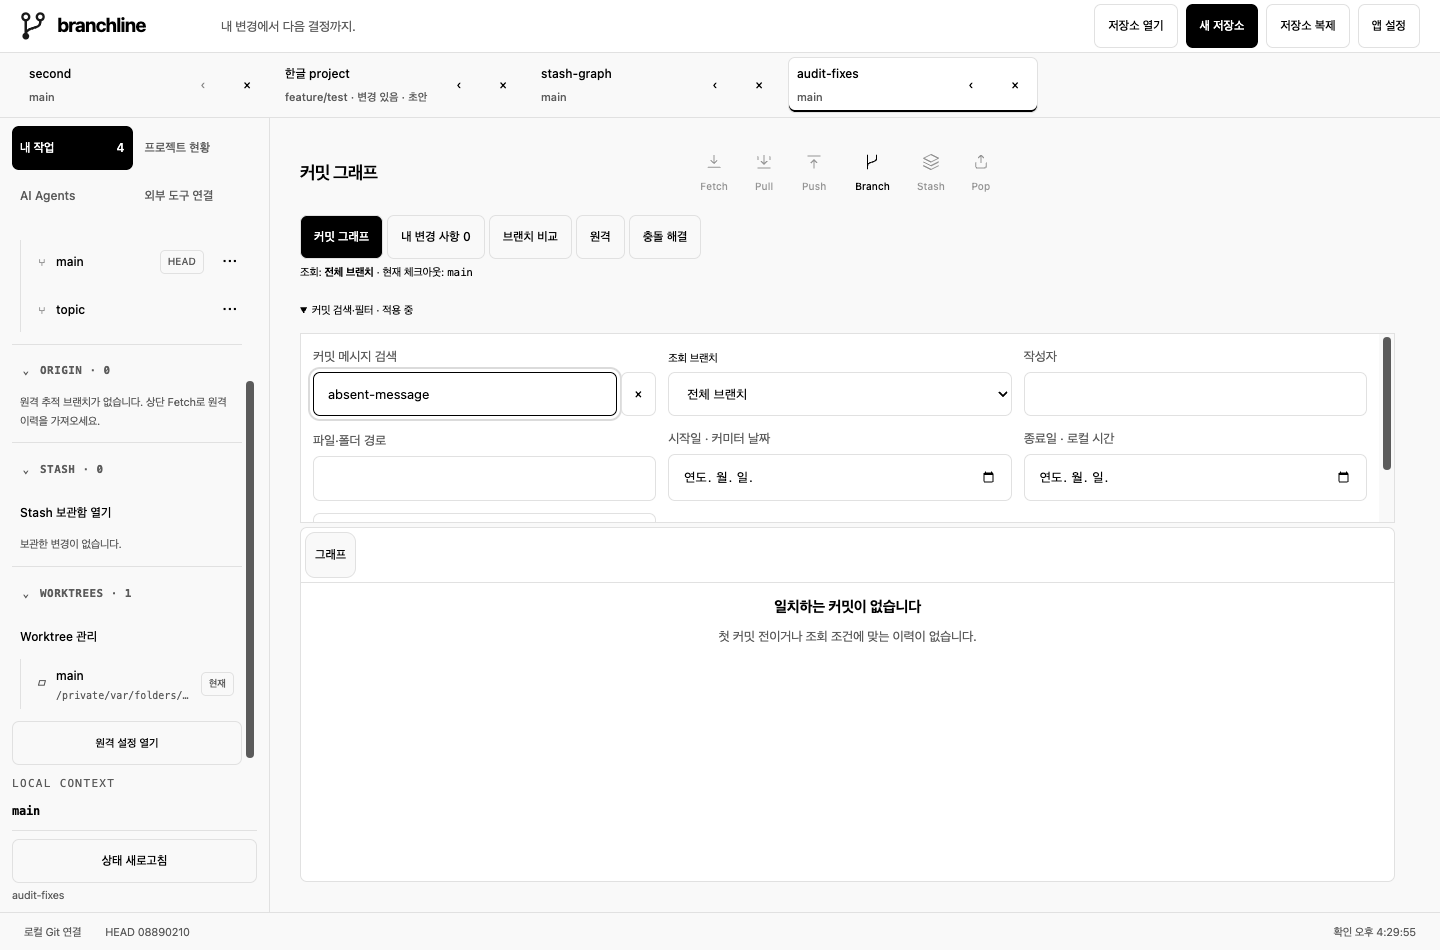 branchline
내 변경에서 다음 결정까지.
저장소 열기
새 저장소
저장소 복제
앱 설정
second
main
‹
×
한글 project
feature/test · 변경 있음 · 초안
‹
×
stash-graph
main
‹
×
audit-fixes
main
‹
×
내 작업 4
프로젝트 현황
AI Agents
외부 도구 연결
main
HEAD
···
topic
···
ORIGIN · 0
원격 추적 브랜치가 없습니다. 상단 Fetch로 원격
이력을 가져오세요.
STASH · 0
Stash 보관함 열기
보관한 변경이 없습니다.
WORKTREES · 1
Worktree 관리
main
/private/var/folders/…
현재
원격 설정 열기
LOCAL CONTEXT
main
상태 새로고침
audit-fixes
커밋 그래프
Fetch
Pull
Push
Branch
Stash
Pop
커밋 그래프
내 변경 사항 0
브랜치 비교
원격
충돌 해결
조회: 전체 브랜치 · 현재 체크아웃: main
▼ 커밋 검색·필터 · 적용 중
커밋 메시지 검색
absent-message
×
조회 브랜치
전체 브랜치
작성자
파일·폴더 경로
시작일 · 커미터 날짜
연도. 월. 일.
종료일 · 로컬 시간
연도. 월. 일.
그래프
일치하는 커밋이 없습니다
첫 커밋 전이거나 조회 조건에 맞는 이력이 없습니다.
로컬 Git 연결
HEAD 08890210
확인 오후 4:29:55